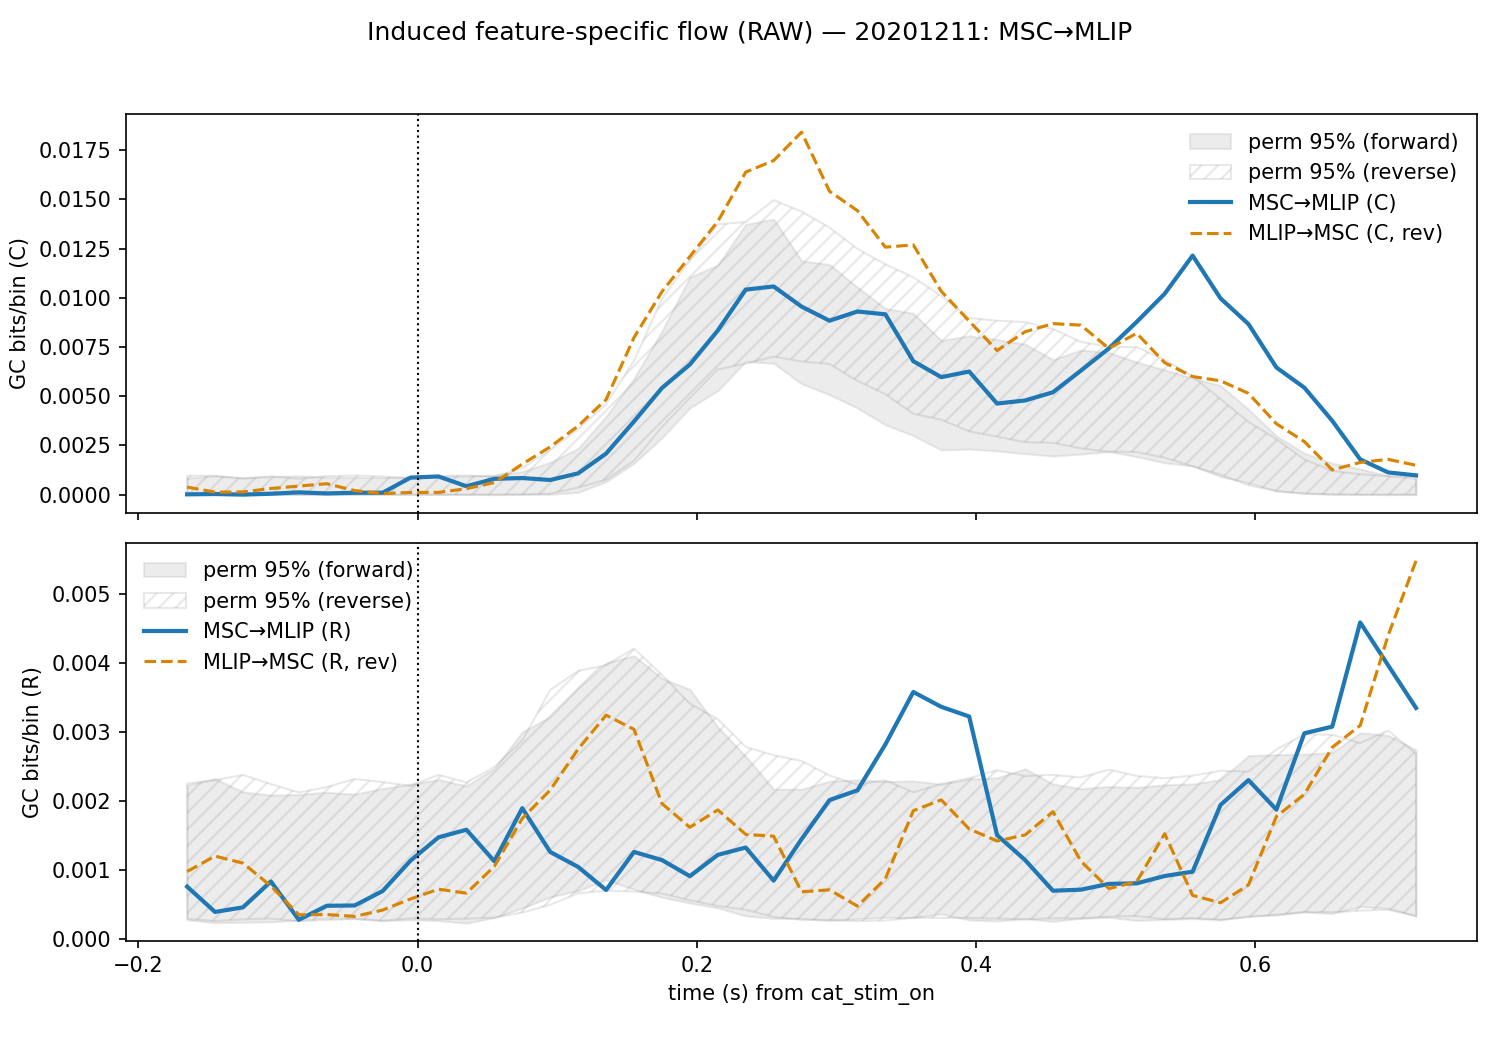 Induced feature-specific flow (RAW) — 20201211: MSC→MLIP
GC bits/bin (C)
0.0175
0.0150
0.0125
0.0100
0.0075
0.0050
0.0025
0.0000
perm 95% (forward)
perm 95% (reverse)
MSC→MLIP (C)
MLIP→MSC (C, rev)
GC bits/bin (R)
0.005
0.004
0.003
0.002
0.001
0.000
perm 95% (forward)
perm 95% (reverse)
MSC→MLIP (R)
MLIP→MSC (R, rev)
−0.2 0.0 0.2 0.4 0.6
time (s) from cat_stim_on